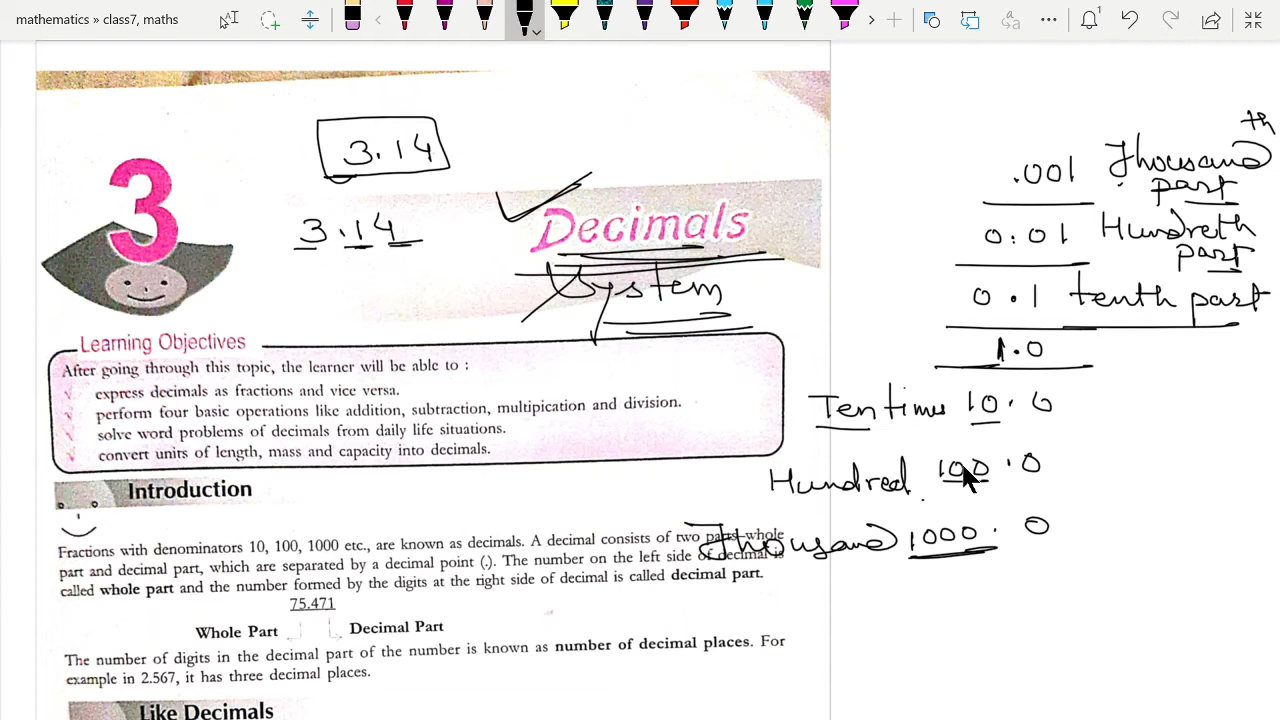 mathematics » class7, maths
3.14
3
3.14
Decimals
System
.001 Thousand th part
0.01 Hundreth part
0.1 tenth part
1.0
Ten times 10.0
Hundred 100.0
Thousand 1000.0
Learning Objectives
After going through this topic, the learner will be able to :
√ express decimals as fractions and vice versa.
√ perform four basic operations like addition, subtraction, multipication and division.
√ solve word problems of decimals from daily life situations.
√ convert units of length, mass and capacity into decimals.
Introduction
Fractions with denominators 10, 100, 1000 etc., are known as decimals. A decimal consists of two parts–whole
part and decimal part, which are separated by a decimal point (.). The number on the left side of decimal is
called whole part and the number formed by the digits at the right side of decimal is called decimal part.
75.471
Whole Part Decimal Part
The number of digits in the decimal part of the number is known as number of decimal places. For
example in 2.567, it has three decimal places.
Like Decimals